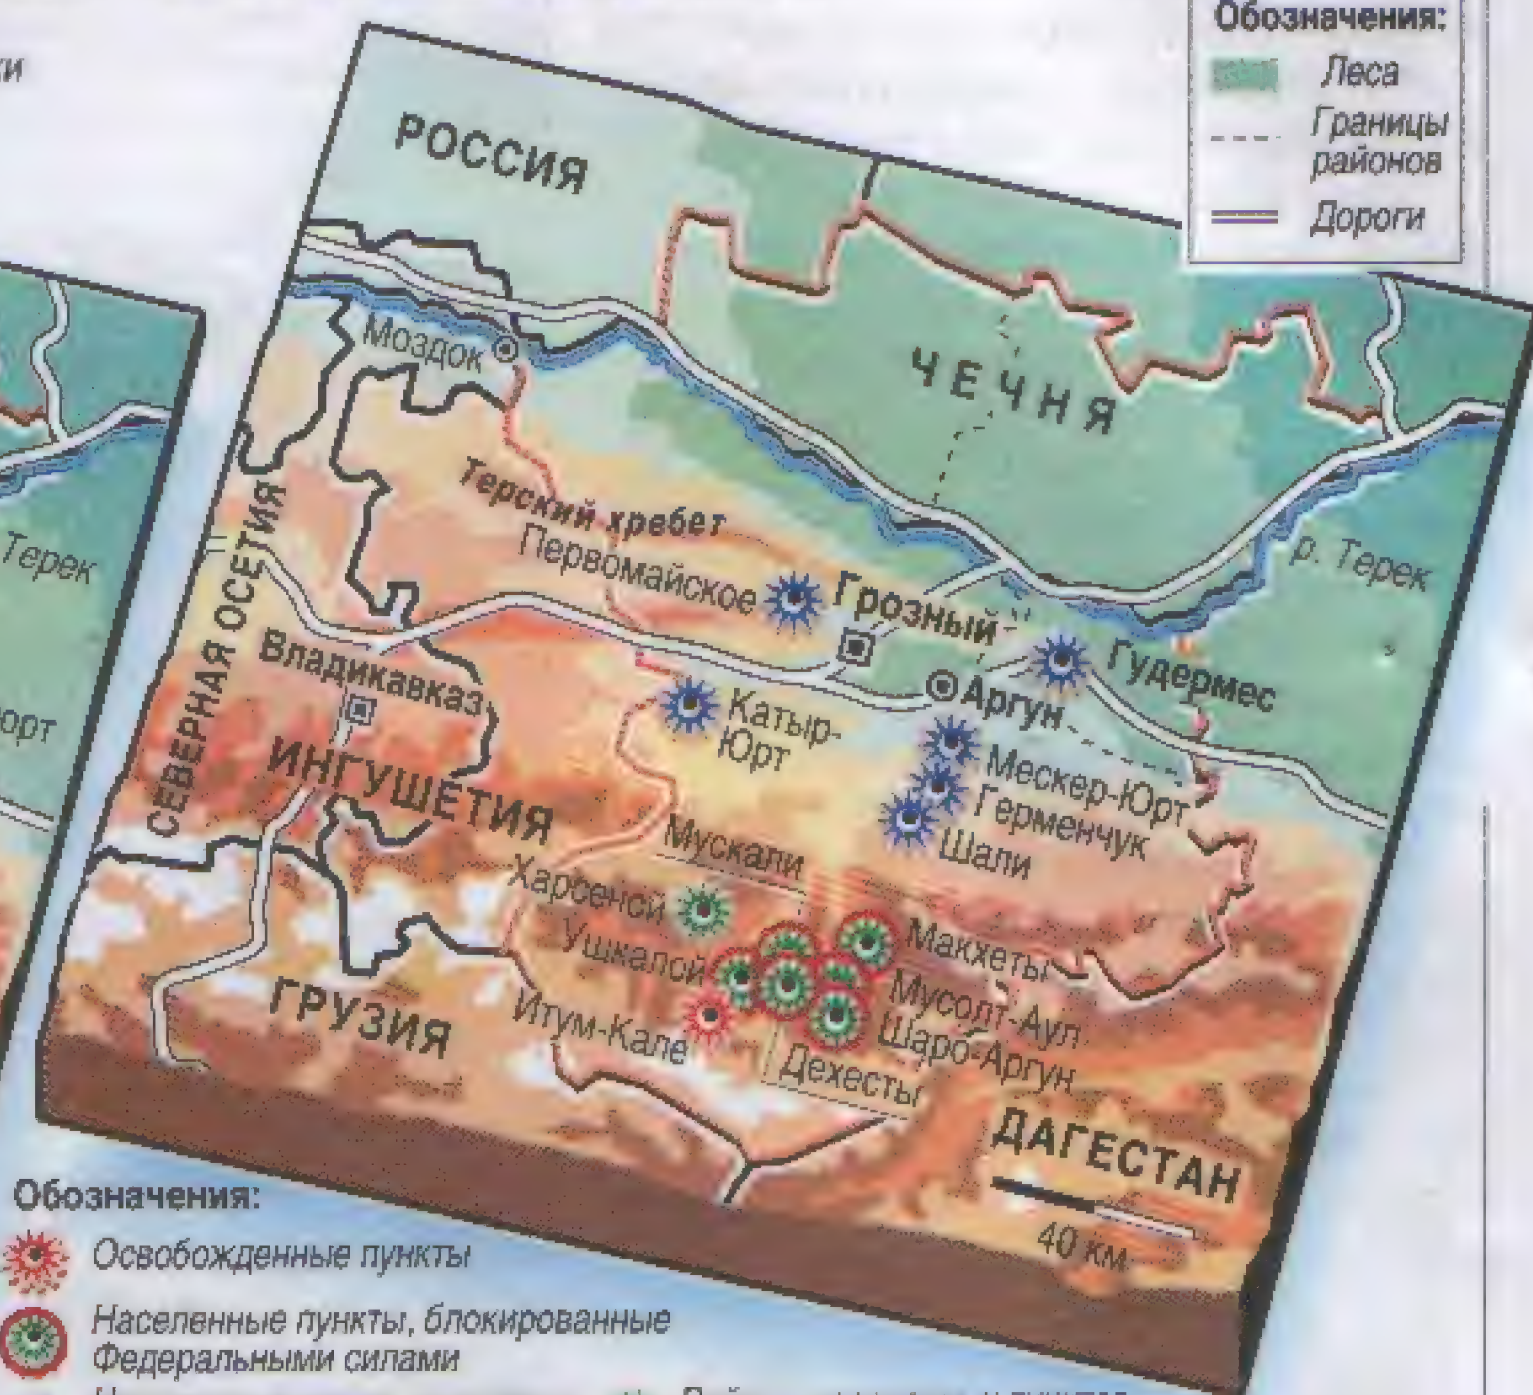 Обозначения:
Леса
Границы
районов
Дороги
РОССИЯ
Моздок
ЧЕЧНЯ
Терский хребет
Первомайское
Грозный
р. Терек
Терек
СЕВЕРНАЯ ОСЕТИЯ
Владикавказ
Гудермес
Аргун
Катыр-
Юрт
ИНГУШЕТИЯ
Мескер-Юрт
Герменчук
Шали
Мускали
Харсеной
Ушкалой
Махкеты
Мусолт-Аул
Шаро-Аргун
Итум-Кале
Дехесты
ГРУЗИЯ
ДАГЕСТАН
40 км
Обозначения:
Освобожденные пункты
Населенные пункты, блокированные
Федеральными силами